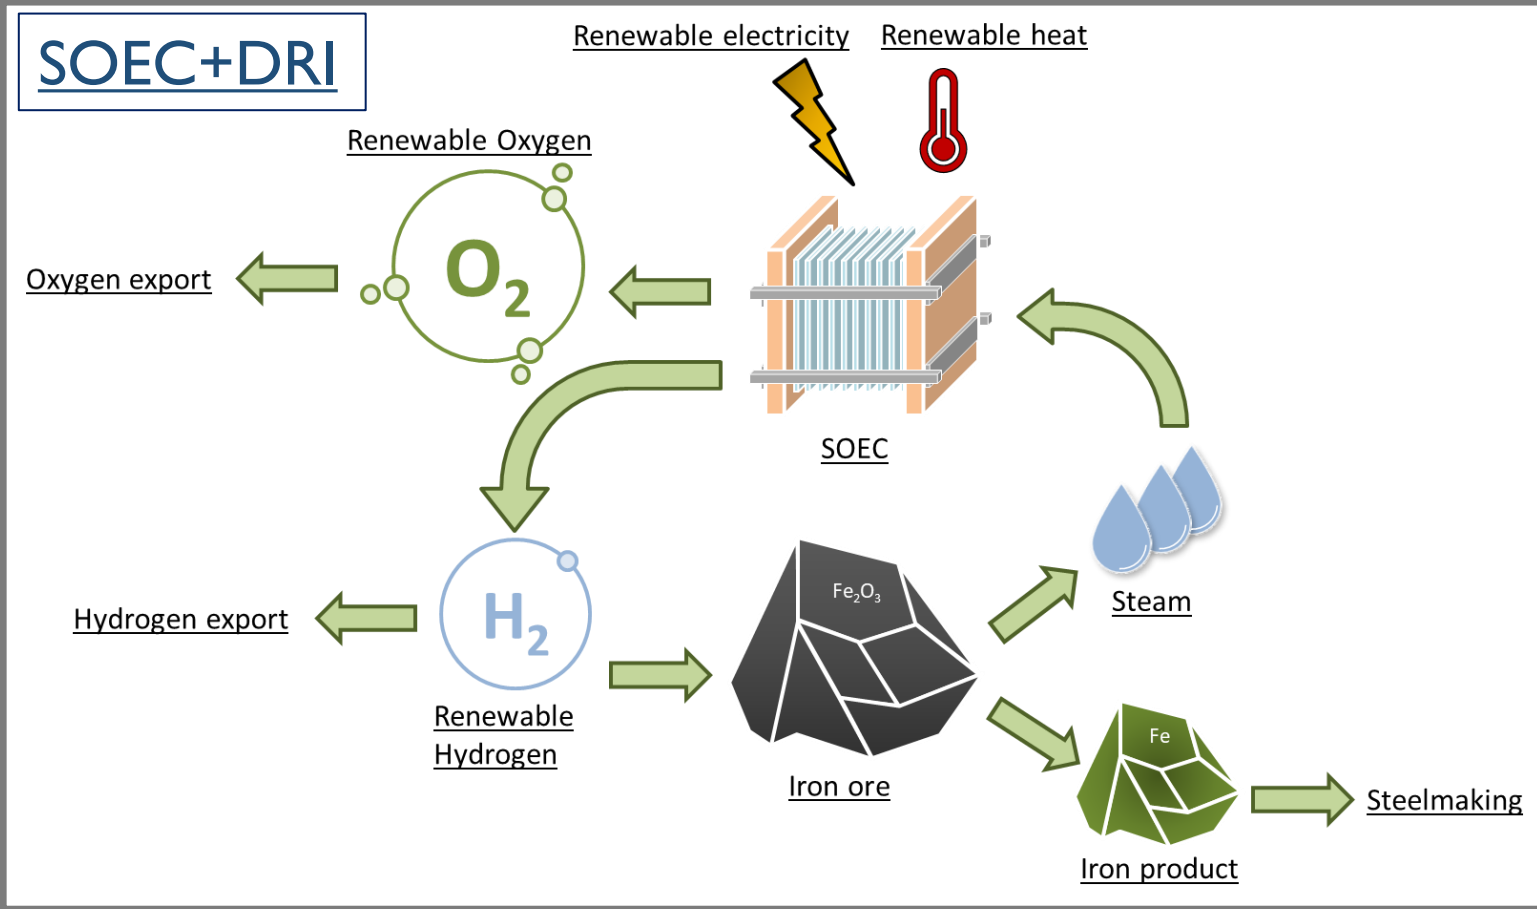 SOEC+DRI
Renewable electricity
Renewable heat
Renewable Oxygen
O₂
Oxygen export
SOEC
H₂
Hydrogen export
Renewable
Hydrogen
Fe₂O₃
Iron ore
Steam
Fe
Iron product
Steelmaking